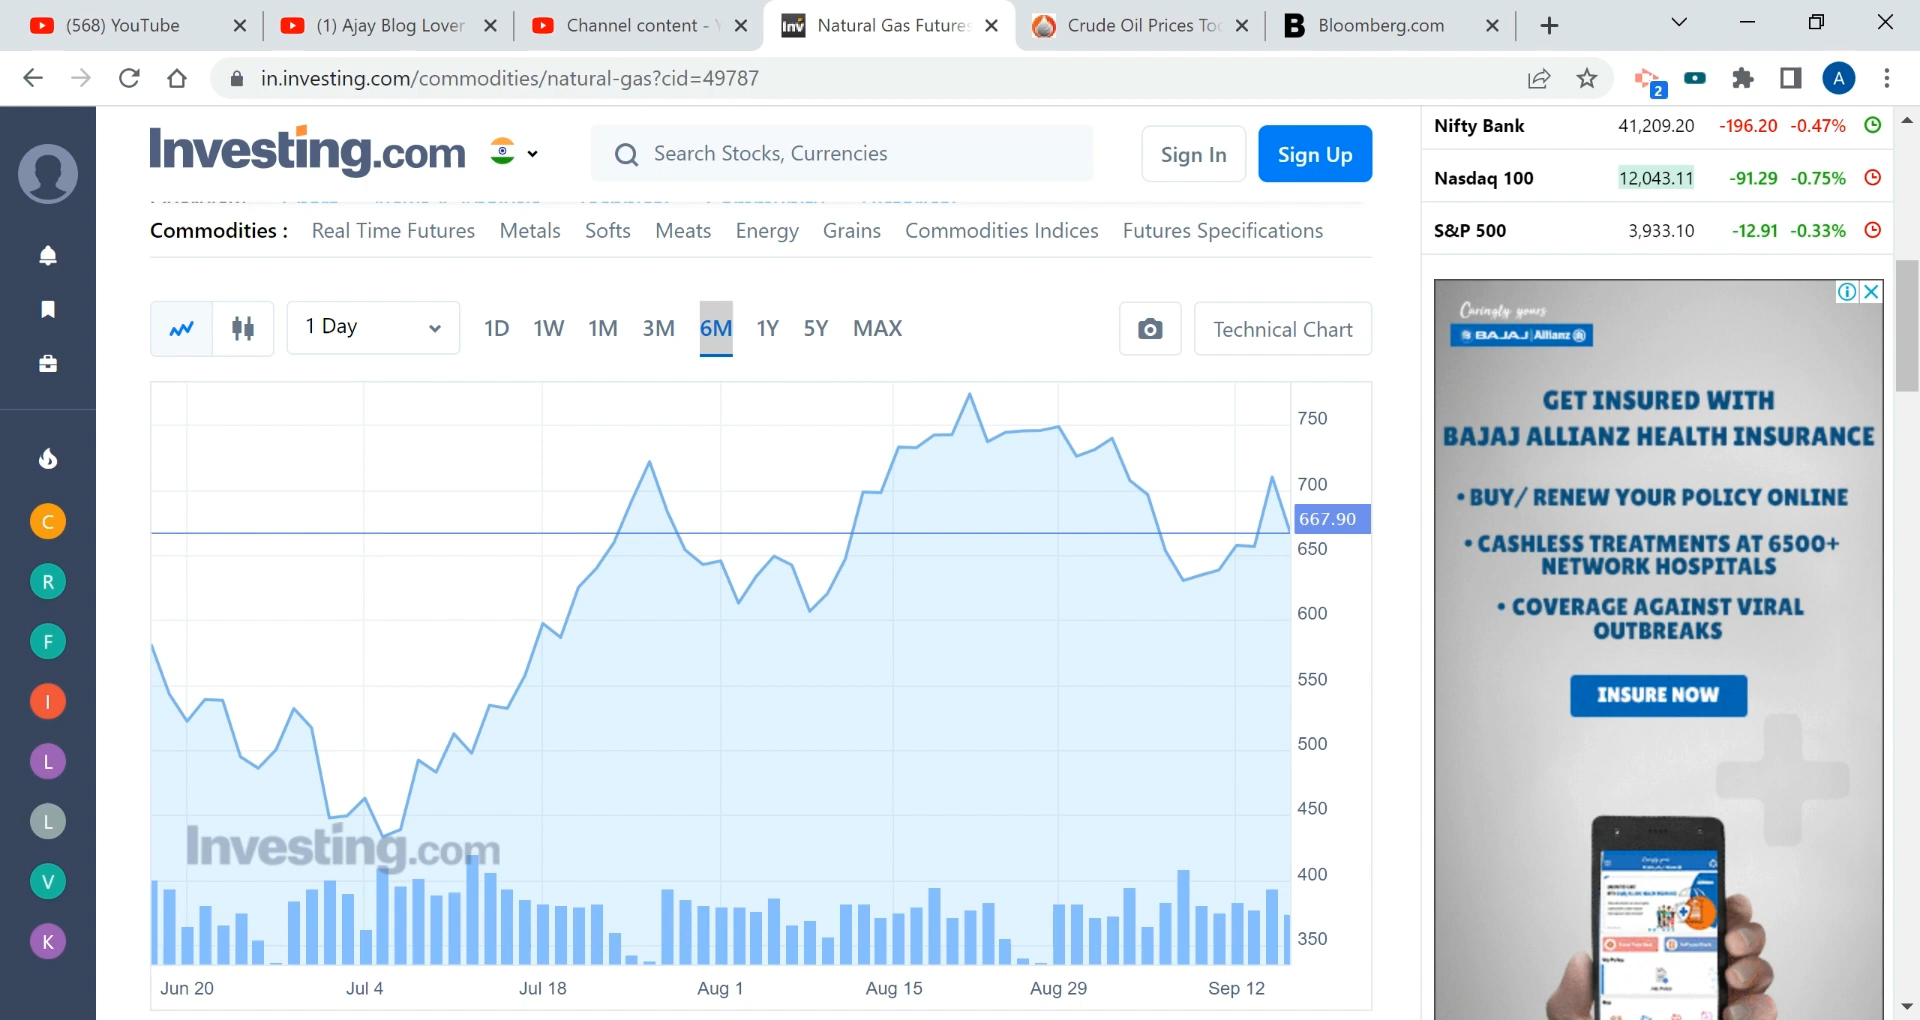 (568) YouTube
(1) Ajay Blog Lover
Channel content -
Natural Gas Futures
Crude Oil Prices To
Bloomberg.com
in.investing.com/commodities/natural-gas?cid=49787
2
A
Investing.com
Search Stocks, Currencies
Sign In
Sign Up
Commodities : Real Time Futures Metals Softs Meats Energy Grains Commodities Indices Futures Specifications
1 Day
1D 1W 1M 3M 6M 1Y 5Y MAX
Technical Chart
750
700
667.90
650
600
550
500
450
400
350
Investing.com
Jun 20 Jul 4 Jul 18 Aug 1 Aug 15 Aug 29 Sep 12
C
R
F
I
L
L
V
K
Nifty Bank 41,209.20 -196.20 -0.47%
Nasdaq 100 12,043.11 -91.29 -0.75%
S&P 500 3,933.10 -12.91 -0.33%
Caringly yours
BAJAJ Allianz
GET INSURED WITH
BAJAJ ALLIANZ HEALTH INSURANCE
• BUY/ RENEW YOUR POLICY ONLINE
• CASHLESS TREATMENTS AT 6500+
NETWORK HOSPITALS
• COVERAGE AGAINST VIRAL
OUTBREAKS
INSURE NOW